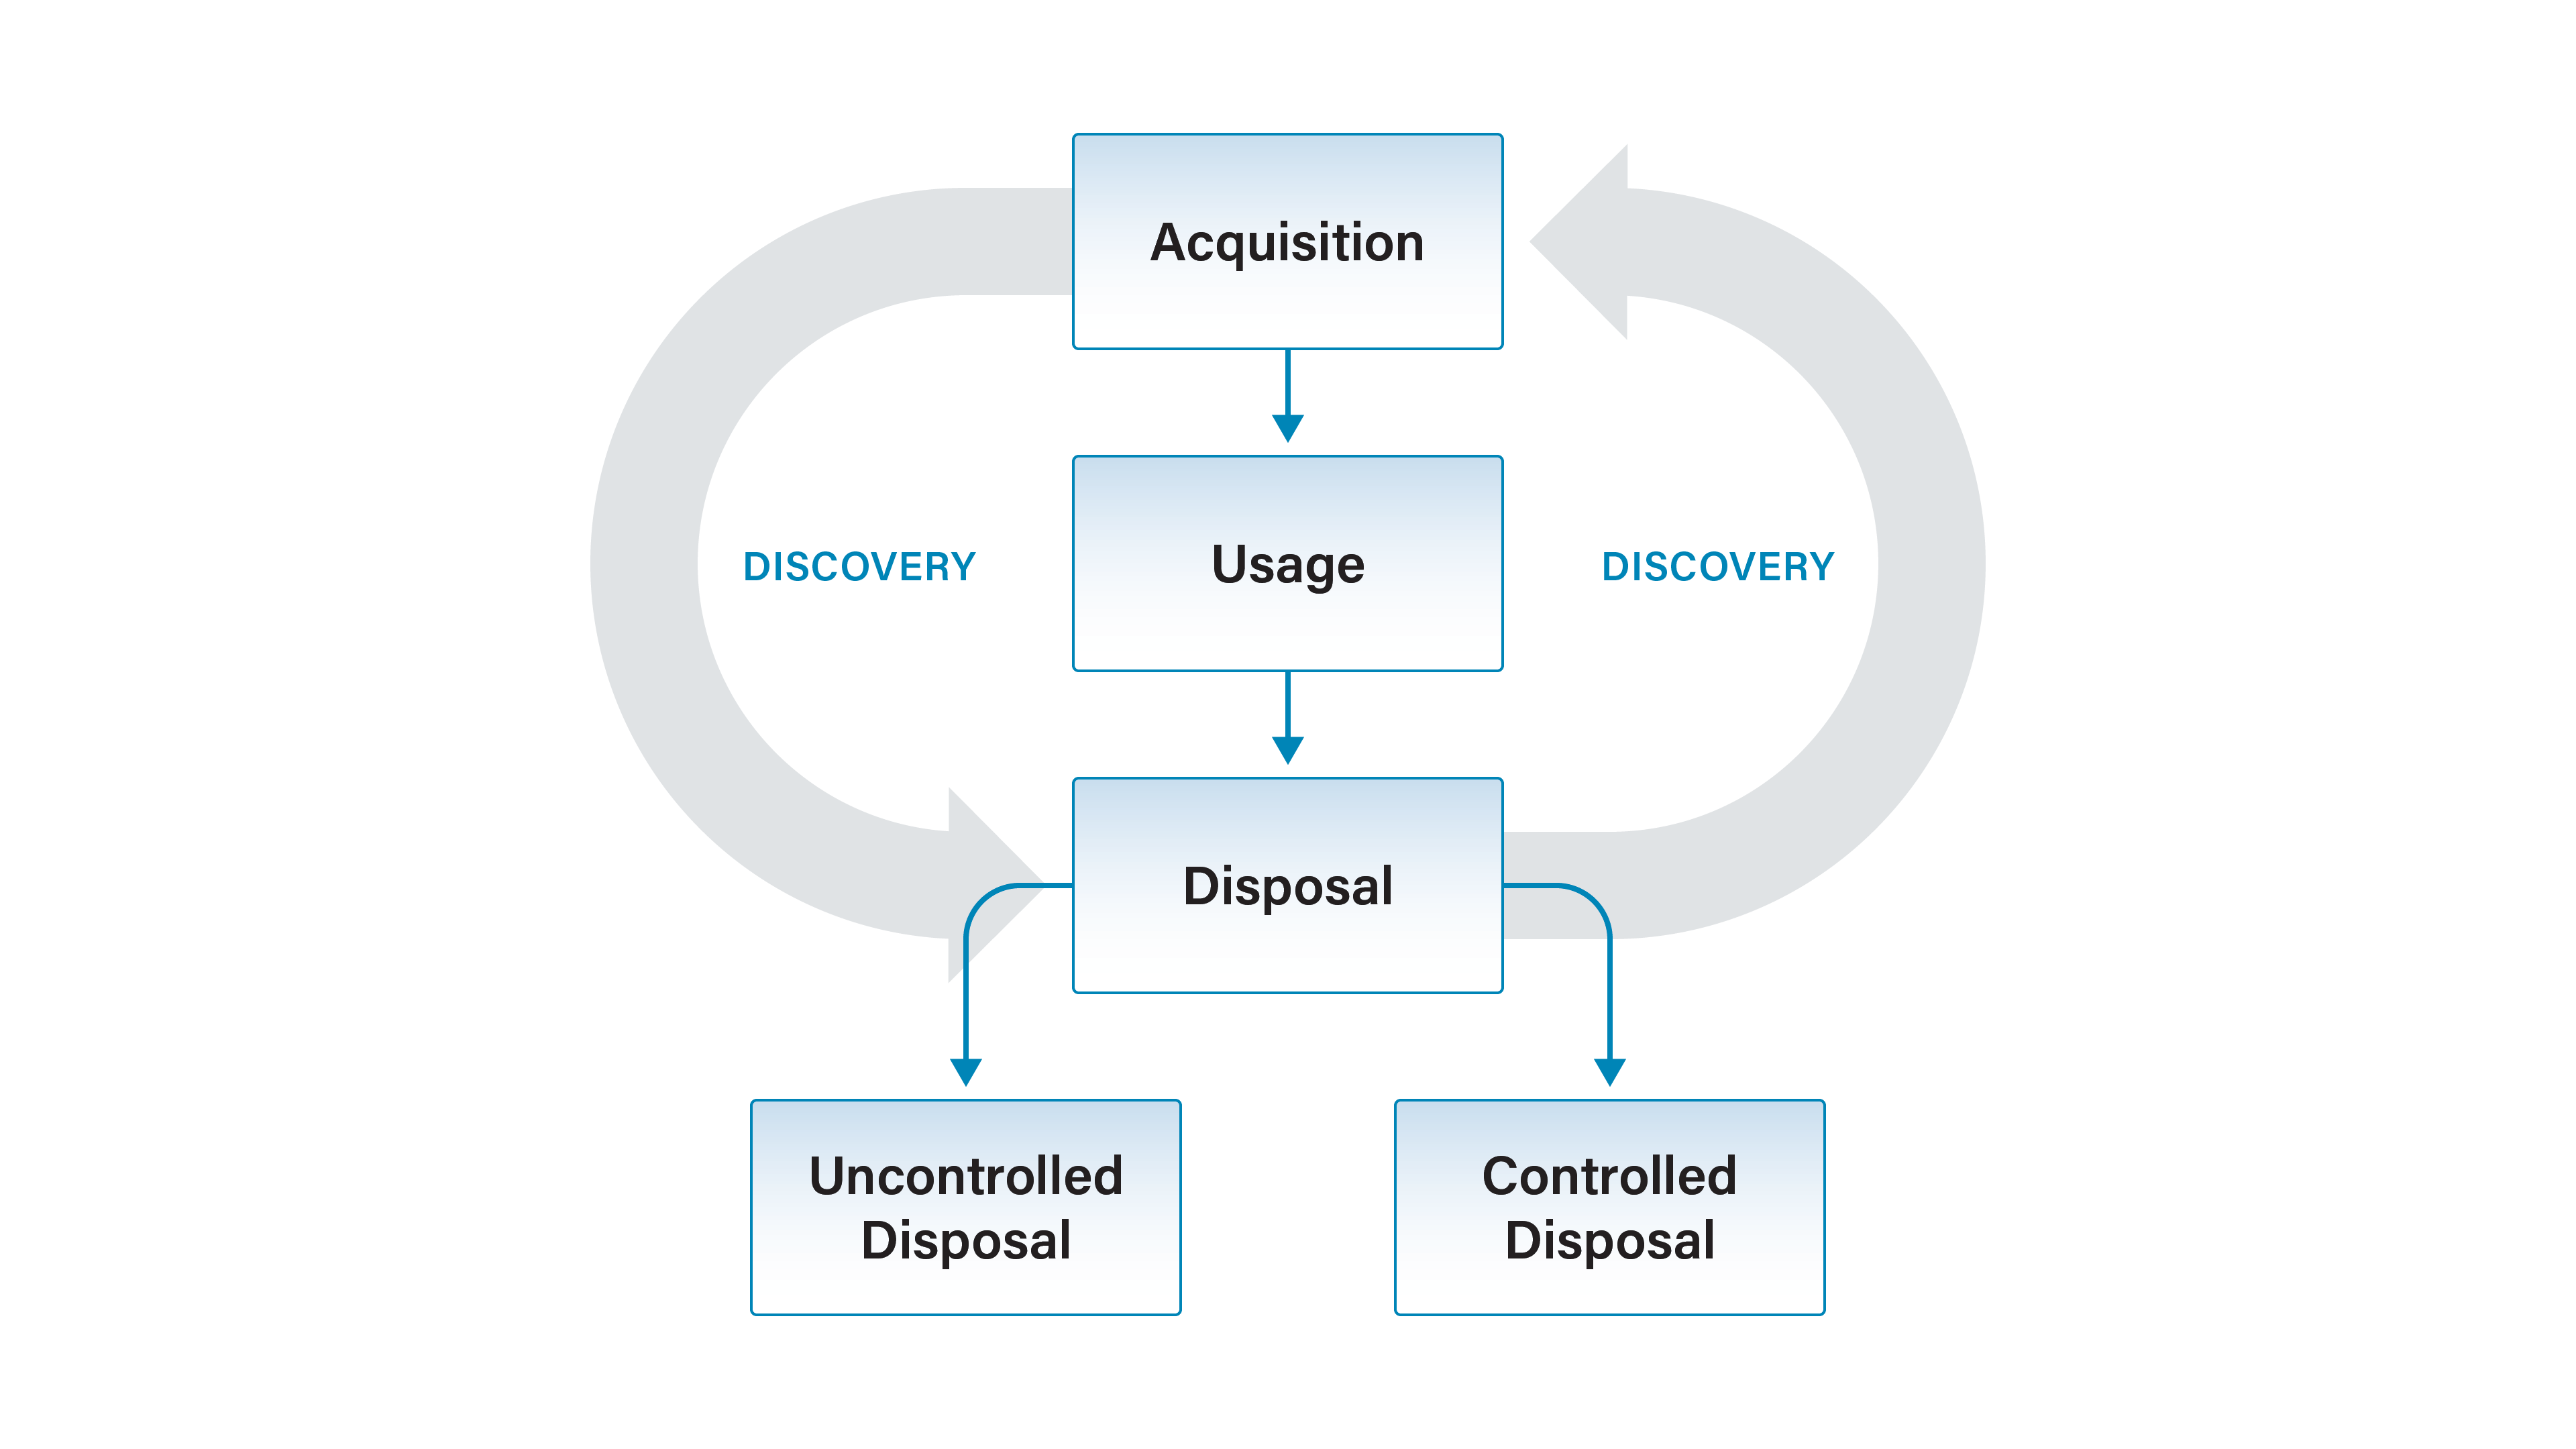 Acquisition
DISCOVERY
Usage
DISCOVERY
Disposal
Uncontrolled
Disposal
Controlled
Disposal